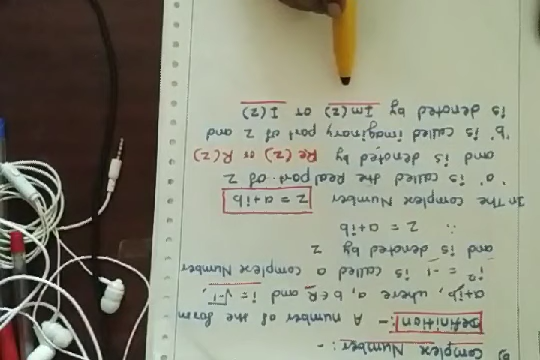 Complex Number :-
Definition :- A number of the form
a+ib, where a, b ∈ R and i = √-1,
i² = -1 is called a complex Number
and is denoted by z
∴ z = a+ib
In the complex Number z = a+ib
'a' is called the Real part of z
and is denoted by Re(z) or R(z)
'b' is called imaginary part of z and
is denoted by Im(z) or I(z)